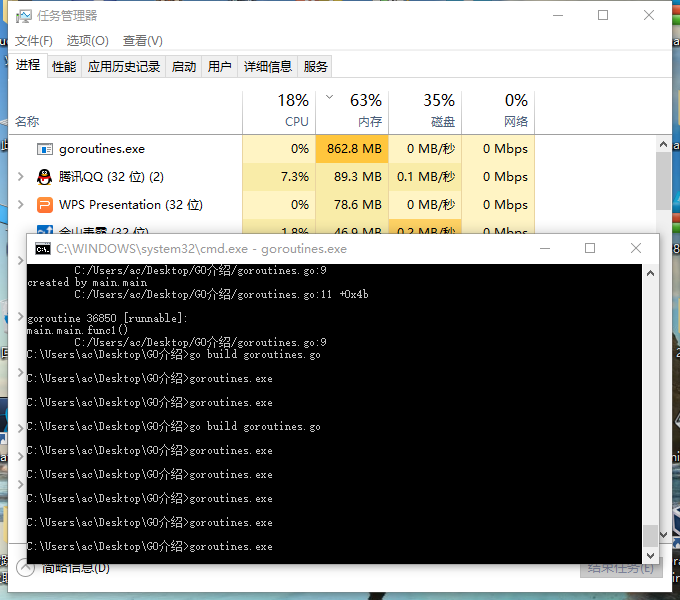 任务管理器
文件(F) 选项(O) 查看(V)
进程 性能 应用历史记录 启动 用户 详细信息 服务
18% 63% 35% 0%
名称 CPU 内存 磁盘 网络
goroutines.exe 0% 862.8 MB 0 MB/秒 0 Mbps
腾讯QQ (32 位) (2) 7.3% 89.3 MB 0.1 MB/秒 0 Mbps
WPS Presentation (32 位) 0% 78.6 MB 0 MB/秒 0 Mbps
金山毒霸 (32 位) 1.8% 46.9 MB 0.2 MB/秒 0 Mbps
C:\WINDOWS\system32\cmd.exe - goroutines.exe
C:/Users/ac/Desktop/GO介绍/goroutines.go:9
created by main.main
C:/Users/ac/Desktop/GO介绍/goroutines.go:11 +0x4b
goroutine 36850 [runnable]:
main.main.func1()
C:/Users/ac/Desktop/GO介绍/goroutines.go:9
C:\Users\ac\Desktop\GO介绍>go build goroutines.go
C:\Users\ac\Desktop\GO介绍>goroutines.exe
C:\Users\ac\Desktop\GO介绍>goroutines.exe
C:\Users\ac\Desktop\GO介绍>go build goroutines.go
C:\Users\ac\Desktop\GO介绍>goroutines.exe
C:\Users\ac\Desktop\GO介绍>goroutines.exe
C:\Users\ac\Desktop\GO介绍>goroutines.exe
C:\Users\ac\Desktop\GO介绍>goroutines.exe
C:\Users\ac\Desktop\GO介绍>goroutines.exe
简略信息(D) 结束任务(E)